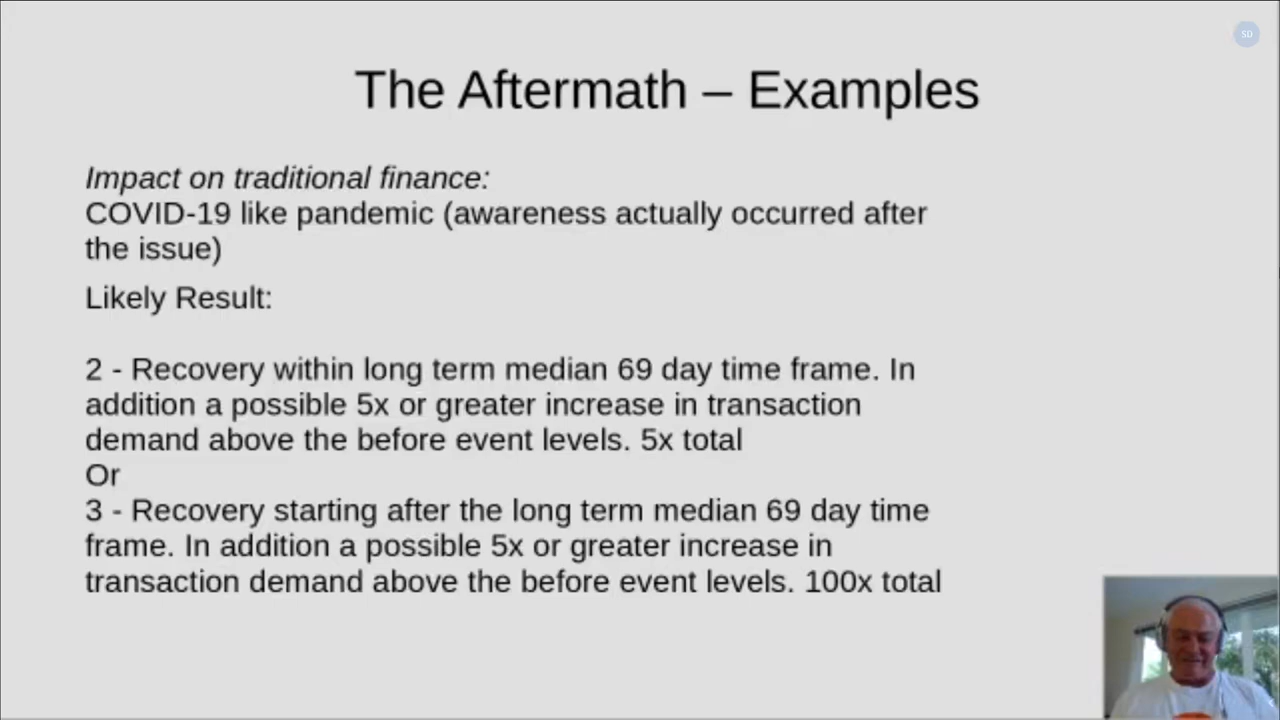 SD
The Aftermath – Examples
Impact on traditional finance:
COVID-19 like pandemic (awareness actually occurred after
the issue)
Likely Result:
2 - Recovery within long term median 69 day time frame. In
addition a possible 5x or greater increase in transaction
demand above the before event levels. 5x total
Or
3 - Recovery starting after the long term median 69 day time
frame. In addition a possible 5x or greater increase in
transaction demand above the before event levels. 100x total